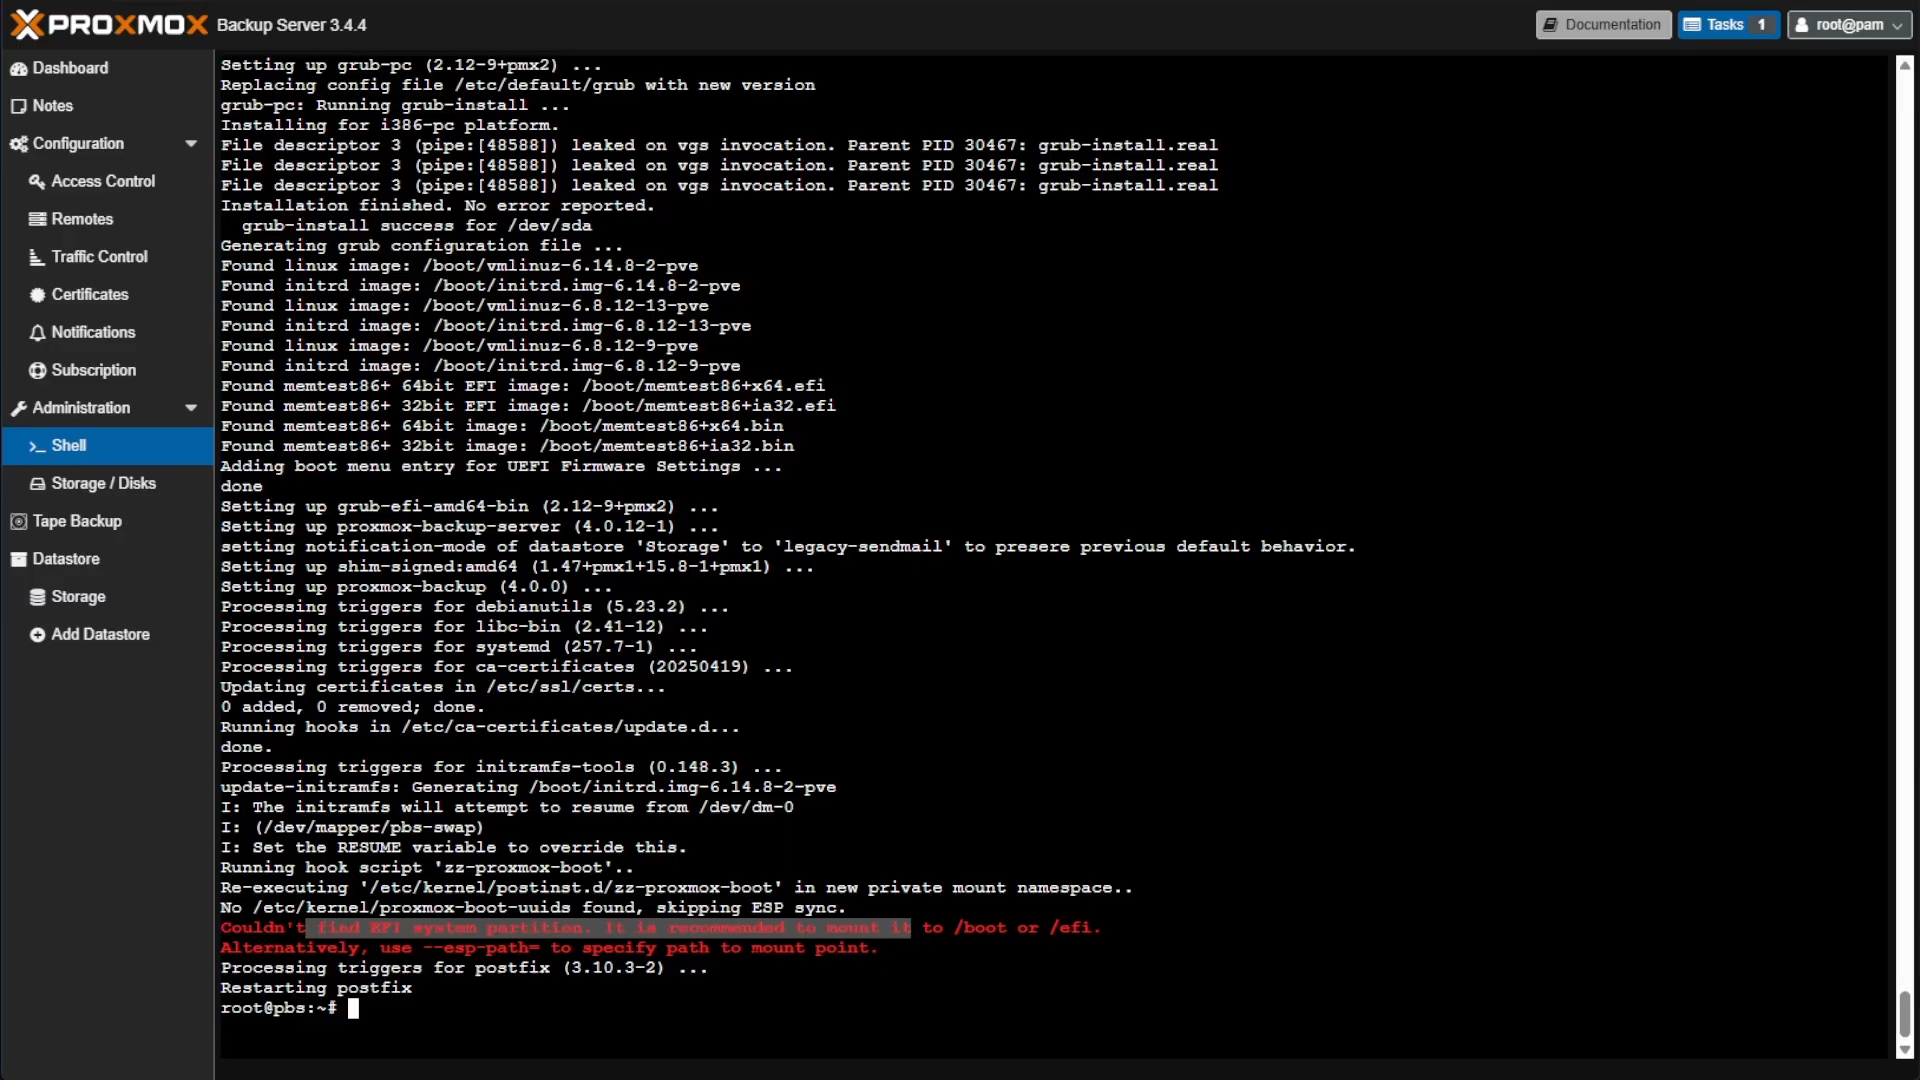 PROXMOX Backup Server 3.4.4
Documentation
Tasks 1
root@pam
Dashboard
Notes
Configuration
Access Control
Remotes
Traffic Control
Certificates
Notifications
Subscription
Administration
Shell
Storage / Disks
Tape Backup
Datastore
Storage
Add Datastore
Setting up grub-pc (2.12-9+pmx2) ...
Replacing config file /etc/default/grub with new version
grub-pc: Running grub-install ...
Installing for i386-pc platform.
File descriptor 3 (pipe:[48588]) leaked on vgs invocation. Parent PID 30467: grub-install.real
File descriptor 3 (pipe:[48588]) leaked on vgs invocation. Parent PID 30467: grub-install.real
File descriptor 3 (pipe:[48588]) leaked on vgs invocation. Parent PID 30467: grub-install.real
Installation finished. No error reported.
grub-install success for /dev/sda
Generating grub configuration file ...
Found linux image: /boot/vmlinuz-6.14.8-2-pve
Found initrd image: /boot/initrd.img-6.14.8-2-pve
Found linux image: /boot/vmlinuz-6.8.12-13-pve
Found initrd image: /boot/initrd.img-6.8.12-13-pve
Found linux image: /boot/vmlinuz-6.8.12-9-pve
Found initrd image: /boot/initrd.img-6.8.12-9-pve
Found memtest86+ 64bit EFI image: /boot/memtest86+x64.efi
Found memtest86+ 32bit EFI image: /boot/memtest86+ia32.efi
Found memtest86+ 64bit image: /boot/memtest86+x64.bin
Found memtest86+ 32bit image: /boot/memtest86+ia32.bin
Adding boot menu entry for UEFI Firmware Settings ...
done
Setting up grub-efi-amd64-bin (2.12-9+pmx2) ...
Setting up proxmox-backup-server (4.0.12-1) ...
setting notification-mode of datastore 'Storage' to 'legacy-sendmail' to presere previous default behavior.
Setting up shim-signed:amd64 (1.47+pmx1+15.8-1+pmx1) ...
Setting up proxmox-backup (4.0.0) ...
Processing triggers for debianutils (5.23.2) ...
Processing triggers for libc-bin (2.41-12) ...
Processing triggers for systemd (257.7-1) ...
Processing triggers for ca-certificates (20250419) ...
Updating certificates in /etc/ssl/certs...
0 added, 0 removed; done.
Running hooks in /etc/ca-certificates/update.d...
done.
Processing triggers for initramfs-tools (0.148.3) ...
update-initramfs: Generating /boot/initrd.img-6.14.8-2-pve
I: The initramfs will attempt to resume from /dev/dm-0
I: (/dev/mapper/pbs-swap)
I: Set the RESUME variable to override this.
Running hook script 'zz-proxmox-boot'..
Re-executing '/etc/kernel/postinst.d/zz-proxmox-boot' in new private mount namespace..
No /etc/kernel/proxmox-boot-uuids found, skipping ESP sync.
Couldn't find EFI system partition. It is recommended to mount it to /boot or /efi.
Alternatively, use --esp-path= to specify path to mount point.
Processing triggers for postfix (3.10.3-2) ...
Restarting postfix
root@pbs:~#